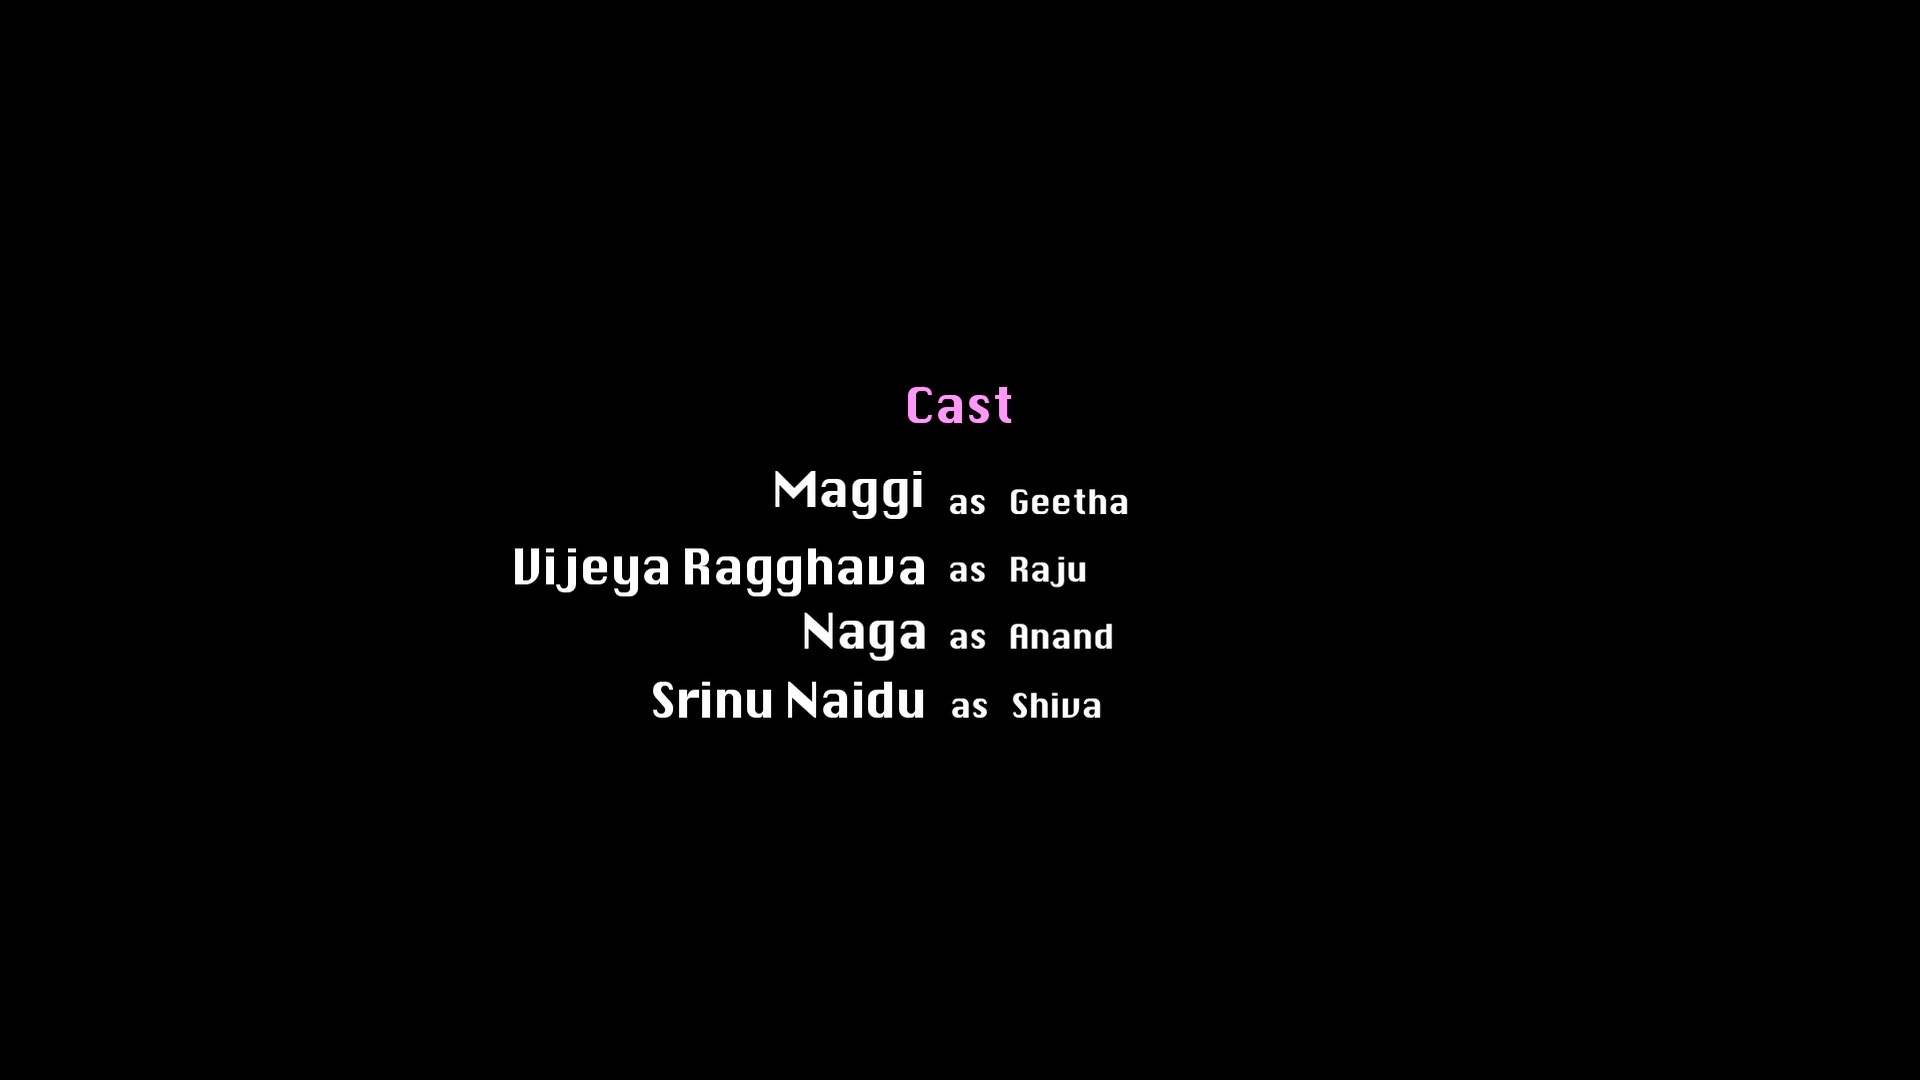 Cast
Maggi as Geetha
Vijeya Ragghava as Raju
Naga as Anand
Srinu Naidu as Shiva